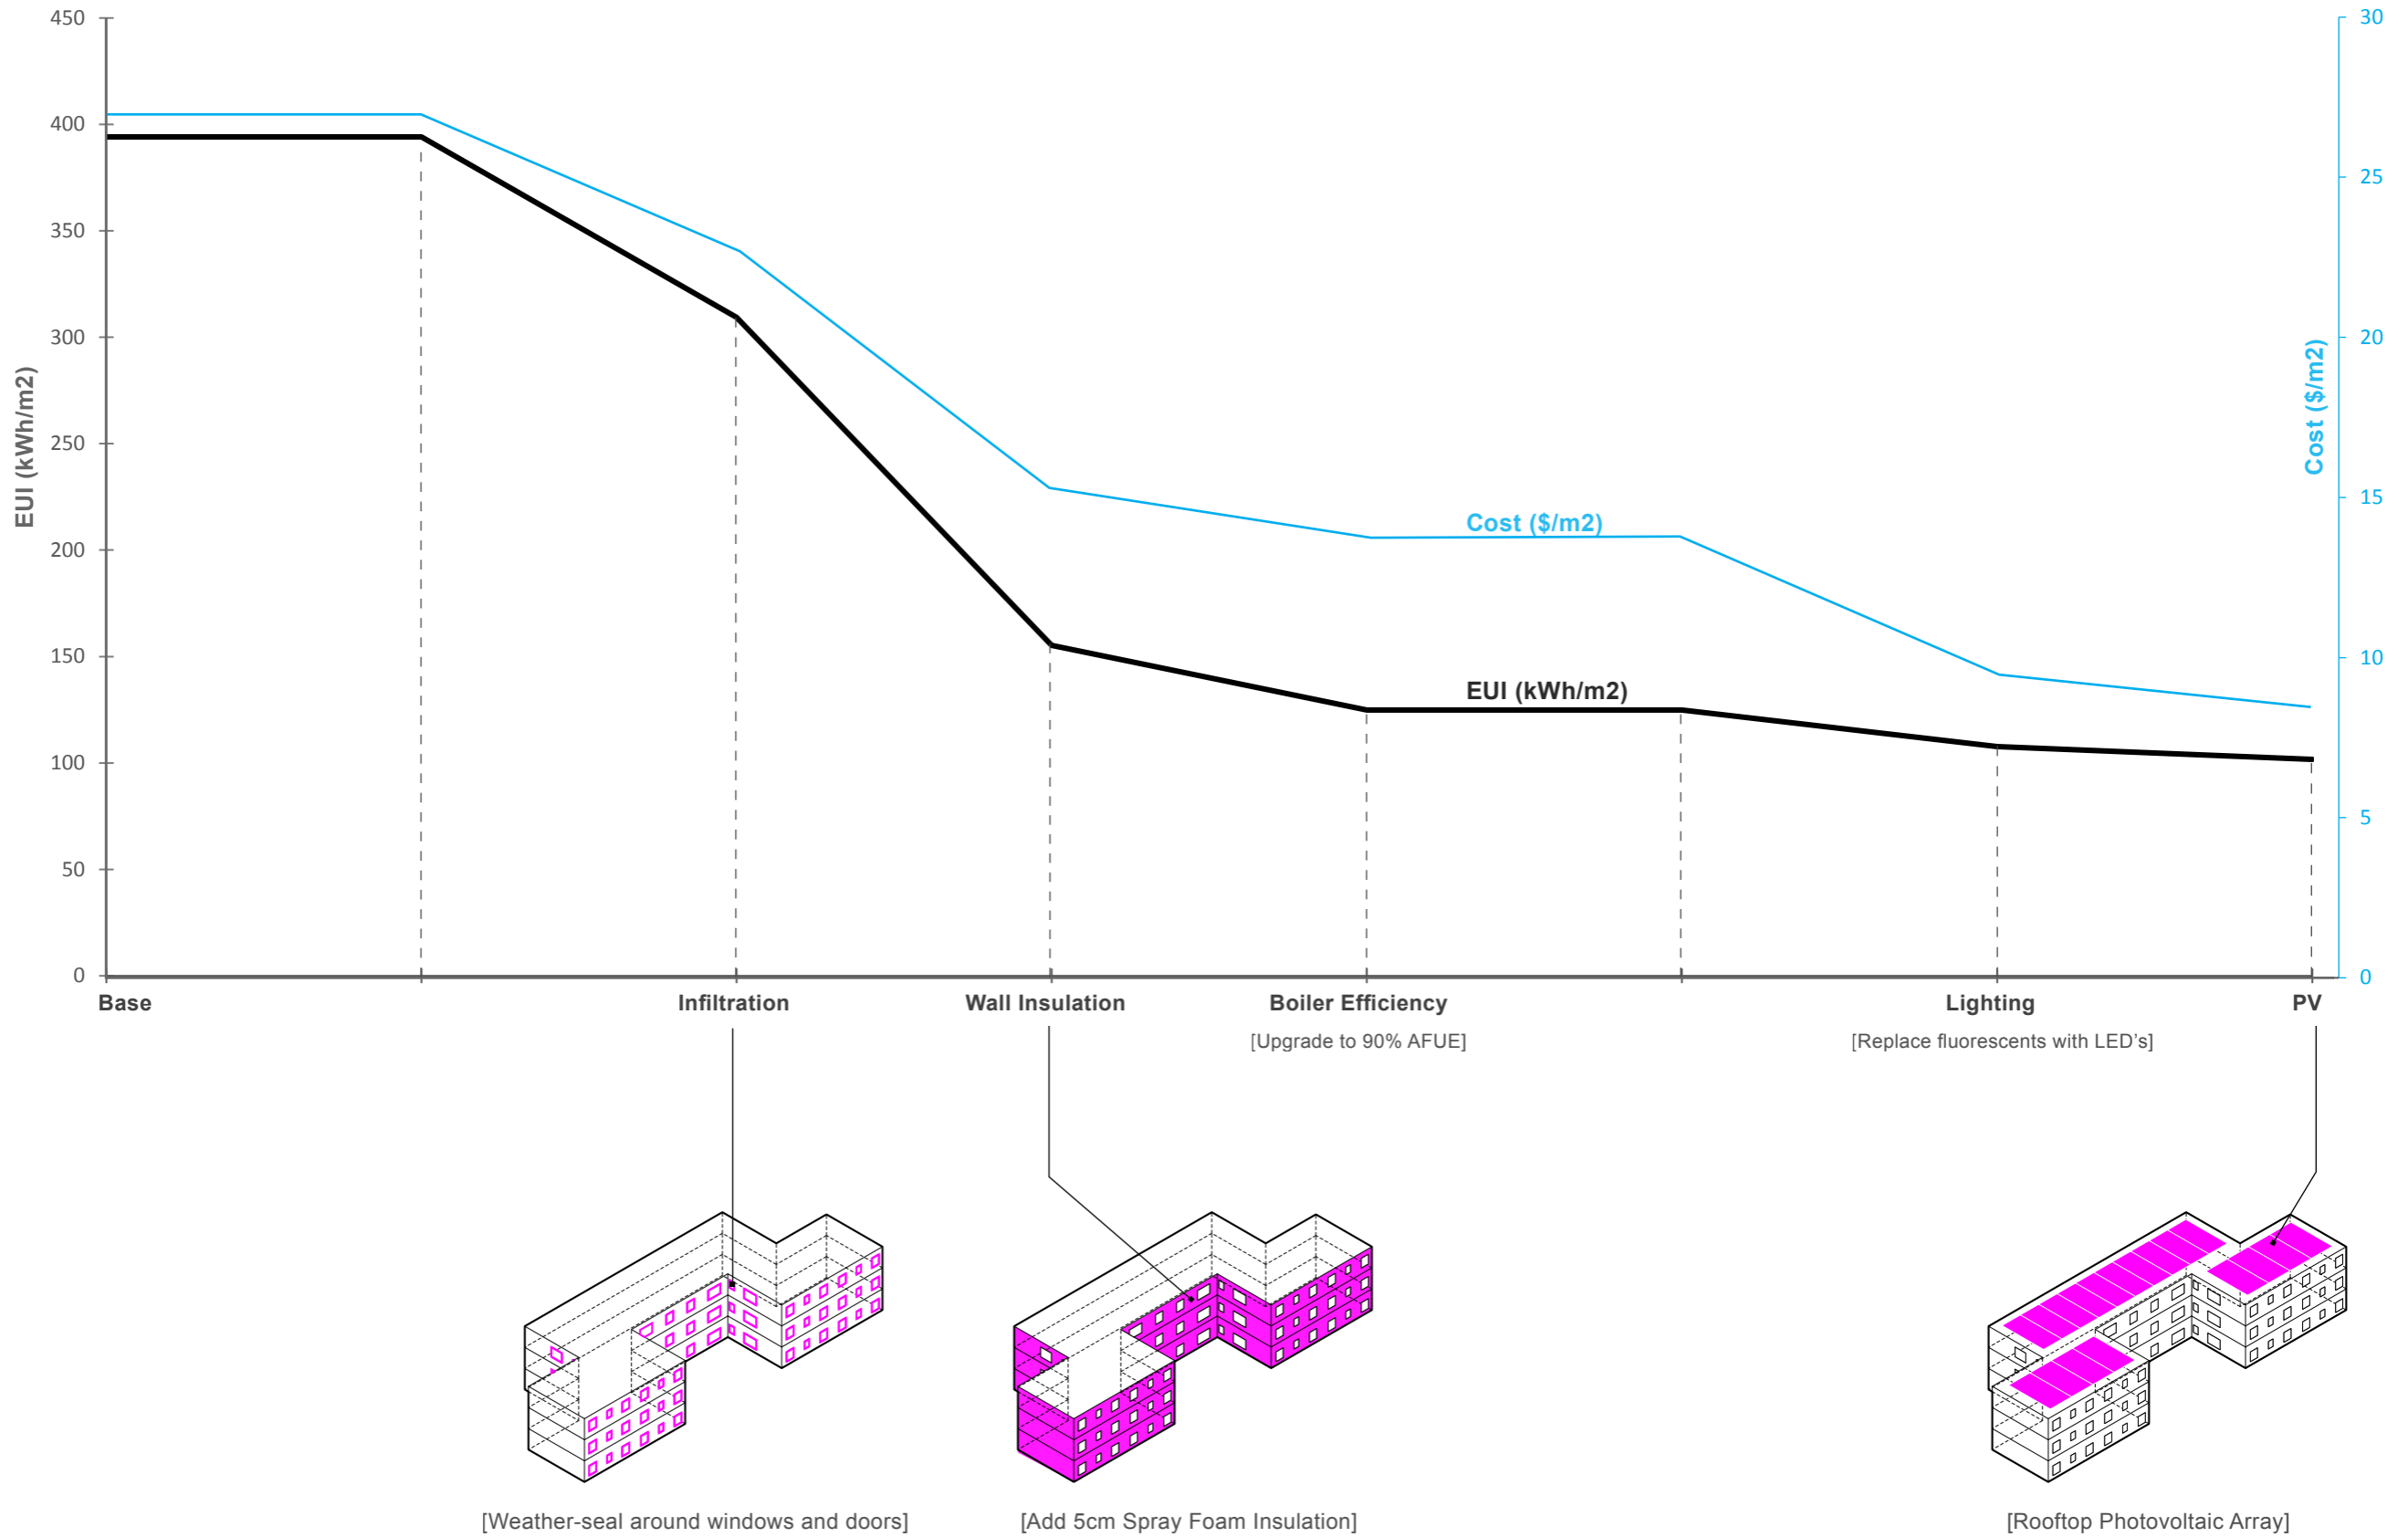 450
400
350
300
250
200
150
100
50
0
EUI (kWh/m2)
30
25
20
15
10
5
0
Cost ($/m2)
Cost ($/m2)
EUI (kWh/m2)
Base
Infiltration
Wall Insulation
Boiler Efficiency
Lighting
PV
[Upgrade to 90% AFUE]
[Replace fluorescents with LED's]
[Weather-seal around windows and doors]
[Add 5cm Spray Foam Insulation]
[Rooftop Photovoltaic Array]